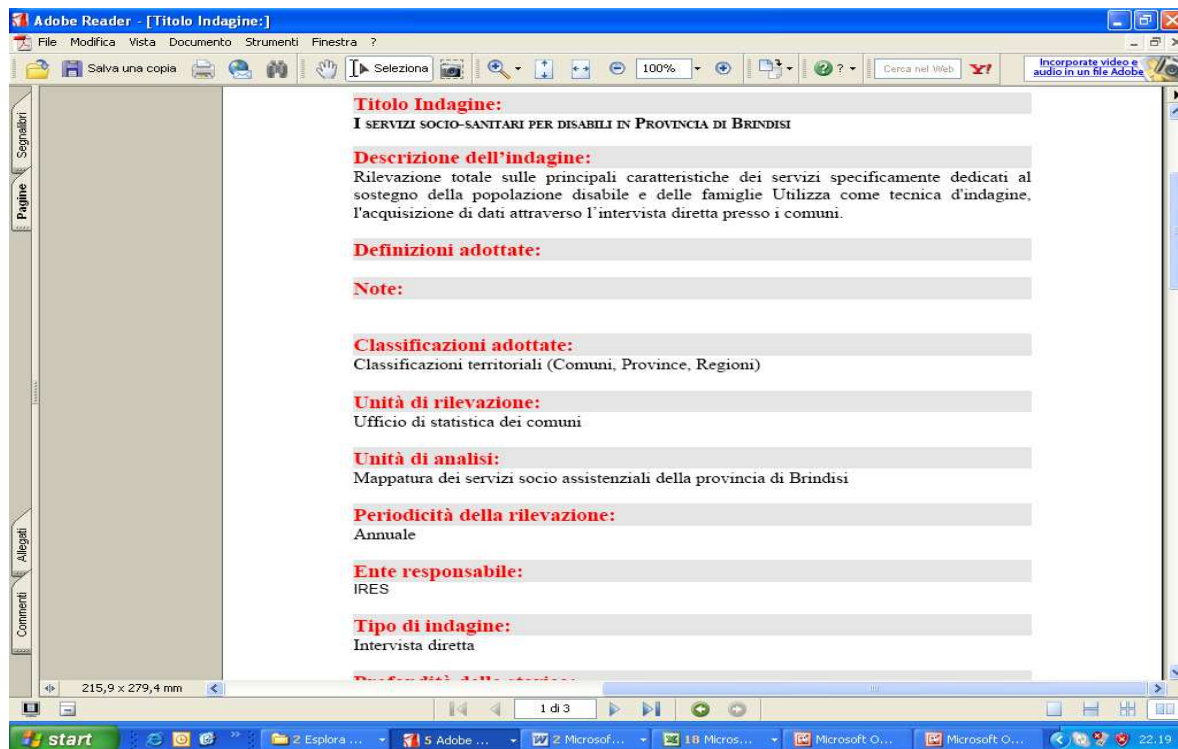 Adobe Reader - [Titolo Indagine:]
File Modifica Vista Documento Strumenti Finestra ?
Salva una copia Seleziona 100% ? Cerca nel Web Y! Incorporate video e
audio in un file Adobe
Segnalibri
Pagine
Allegati
Commenti
Titolo Indagine:
I SERVIZI SOCIO-SANITARI PER DISABILI IN PROVINCIA DI BRINDISI
Descrizione dell'indagine:
Rilevazione totale sulle principali caratteristiche dei servizi specificamente dedicati al
sostegno della popolazione disabile e delle famiglie Utilizza come tecnica d'indagine,
l'acquisizione di dati attraverso l'intervista diretta presso i comuni.
Definizioni adottate:
Note:
Classificazioni adottate:
Classificazioni territoriali (Comuni, Province, Regioni)
Unità di rilevazione:
Ufficio di statistica dei comuni
Unità di analisi:
Mappatura dei servizi socio assistenziali della provincia di Brindisi
Periodicità della rilevazione:
Annuale
Ente responsabile:
IRES
Tipo di indagine:
Intervista diretta
215,9 x 279,4 mm
1 di 3
start 2 Esplora ... 5 Adobe ... 2 Microsof... 18 Micros... Microsoft O... Microsoft O... 22.19